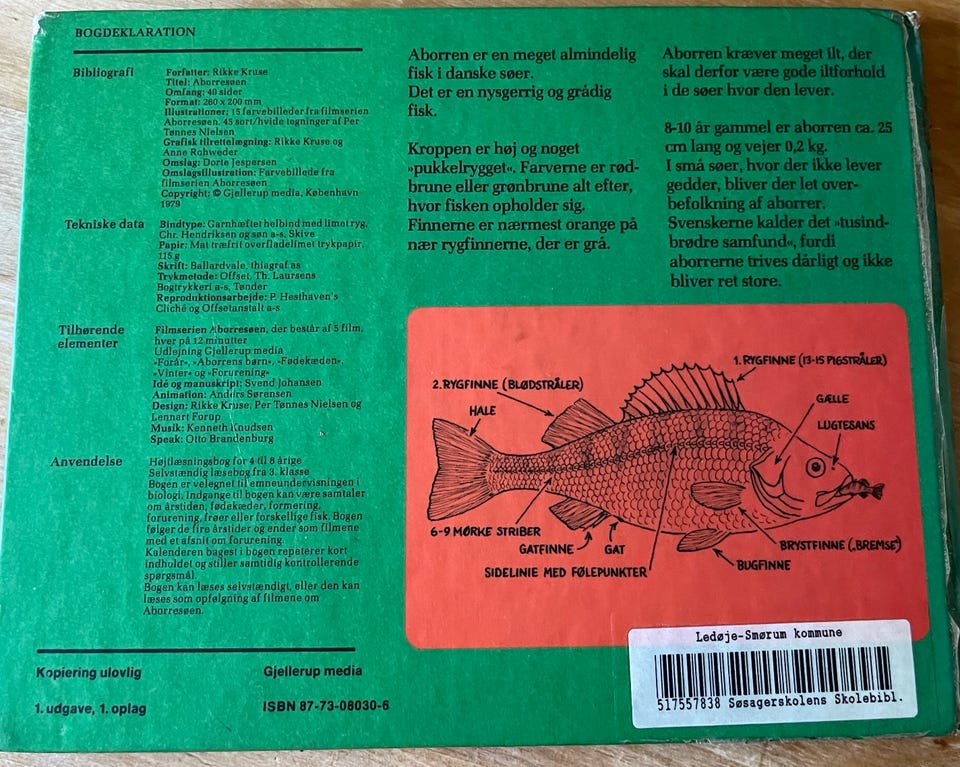 BOGDEKLARATION
Bibliografi
Forfatter: Rikke Kruse
Titel: Aborresøen
Omfang: 40 sider
Format: 260 x 200 mm
Illustrationer: 15 farvebilleder fra filmserien
Aborresøen. 45 sort/hvide tegninger af Per
Tønnes Nielsen
Grafisk tilrettelægning: Rikke Kruse og
Anne Rohweder
Omslag: Dorte Jespersen
Omslagsillustration: Farvebillede fra
filmserien Aborresøen
Copyright: © Gjellerup media, København
1979
Tekniske data
Bindtype: Garnhæftet helbind med limet ryg,
Chr. Hendriksen og søn a-s, Skive
Papir: Mat træfrit overfladelimet trykpapir,
115 g
Skrift: Ballardvale, thiagraf as
Trykmetode: Offset, Th. Laursens
Bogtrykkeri a-s, Tønder
Reproduktionsarbejde: P. Hesthaven's
Cliché og Offsetanstalt a-s
Tilhørende
elementer
Filmserien Aborresøen, der består af 5 film,
hver på 12 minutter
Udlejning Gjellerup media
»Forår«, »Aborrens børn«, »Fødekæden«,
»Vinter« og »Forurening«
Idé og manuskript: Svend Johansen
Animation: Anders Sørensen
Design: Rikke Kruse, Per Tønnes Nielsen og
Lennart Forup
Musik: Kenneth Knudsen
Speak: Otto Brandenburg
Anvendelse
Højtlæsningsbog for 4 til 8 årige
Selvstændig læsebog fra 3. klasse
Bogen er velegnet til emneundervisningen i
biologi. Indgange til bogen kan være samtaler
om årstiden, fødekæder, formering,
forurening, frøer eller forskellige fisk. Bogen
følger de fire årstider og ender som filmene
med et afsnit om forurening.
Kalenderen bagest i bogen repeterer kort
indholdet og stiller samtidig kontrollerende
spørgsmål.
Bogen kan læses selvstændigt, eller den kan
læses som opfølgning af filmene om
Aborresøen.
Kopiering ulovlig
Gjellerup media
1. udgave, 1. oplag
ISBN 87-73-08030-6
Aborren er en meget almindelig
fisk i danske søer.
Det er en nysgerrig og grådig
fisk.
Kroppen er høj og noget
»pukkelrygget«. Farverne er rød-
brune eller grønbrune alt efter,
hvor fisken opholder sig.
Finnerne er nærmest orange på
nær rygfinnerne, der er grå.
Aborren kræver meget ilt, der
skal derfor være gode iltforhold
i de søer hvor den lever.
8-10 år gammel er aborren ca. 25
cm lang og vejer 0,2 kg.
I små søer, hvor der ikke lever
gedder, bliver der let over-
befolkning af aborrer.
Svenskerne kalder det »tusind-
brødre samfund«, fordi
aborrerne trives dårligt og ikke
bliver ret store.
1. RYGFINNE (13-15 PIGSTRÅLER)
2. RYGFINNE (BLØDSTRÅLER)
GÆLLE
HALE
LUGTESANS
6-9 MØRKE STRIBER
GATFINNE
GAT
BRYSTFINNE („BREMSE“)
SIDELINIE MED FØLEPUNKTER
BUGFINNE
Ledøje-Smørum kommune
517557838 Søsagerskolens Skolebibl.